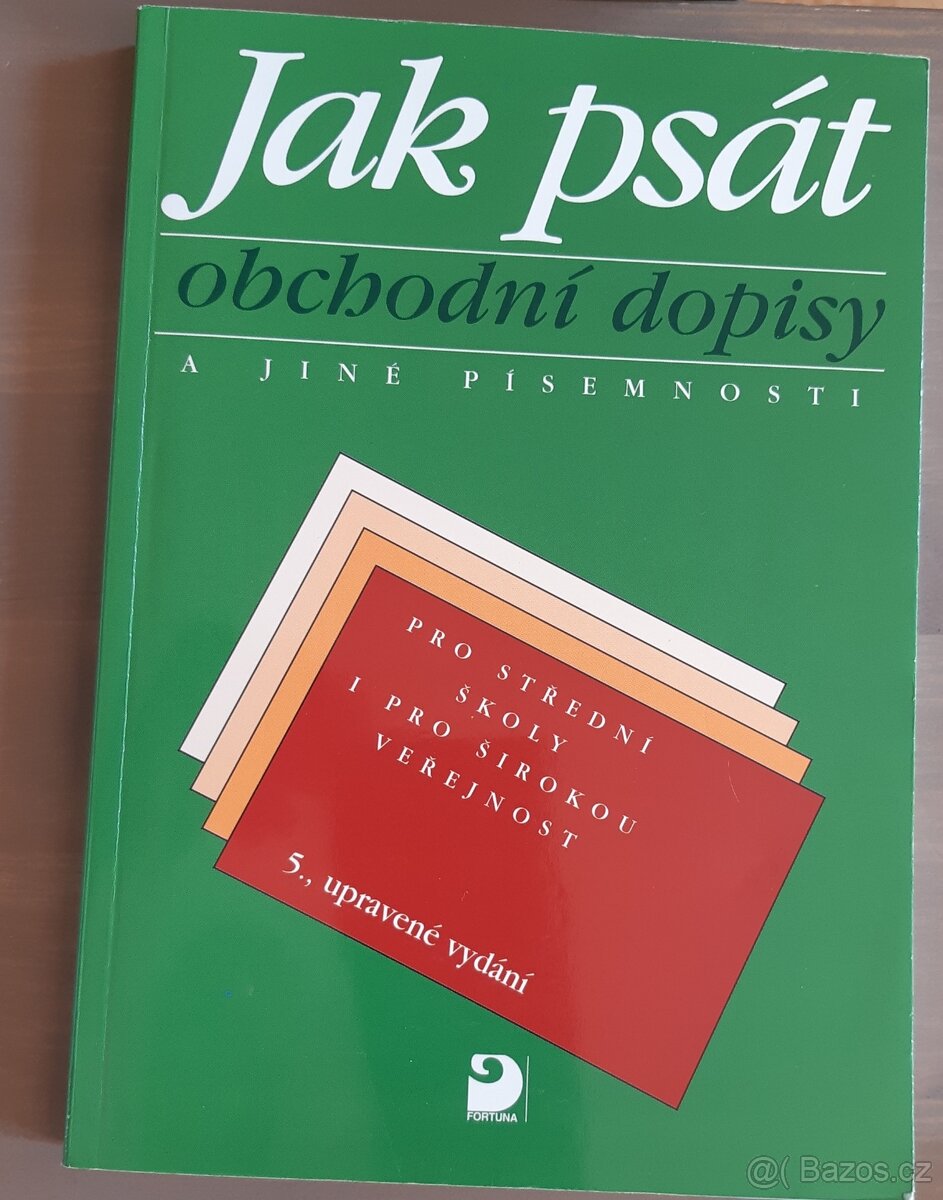 Jak psát
obchodní dopisy
A JINÉ PÍSEMNOSTI
PRO STŘEDNÍ
ŠKOLY
I PRO ŠIROKOU
VEŘEJNOST
5., upravené vydání
FORTUNA
@( Bazos.cz